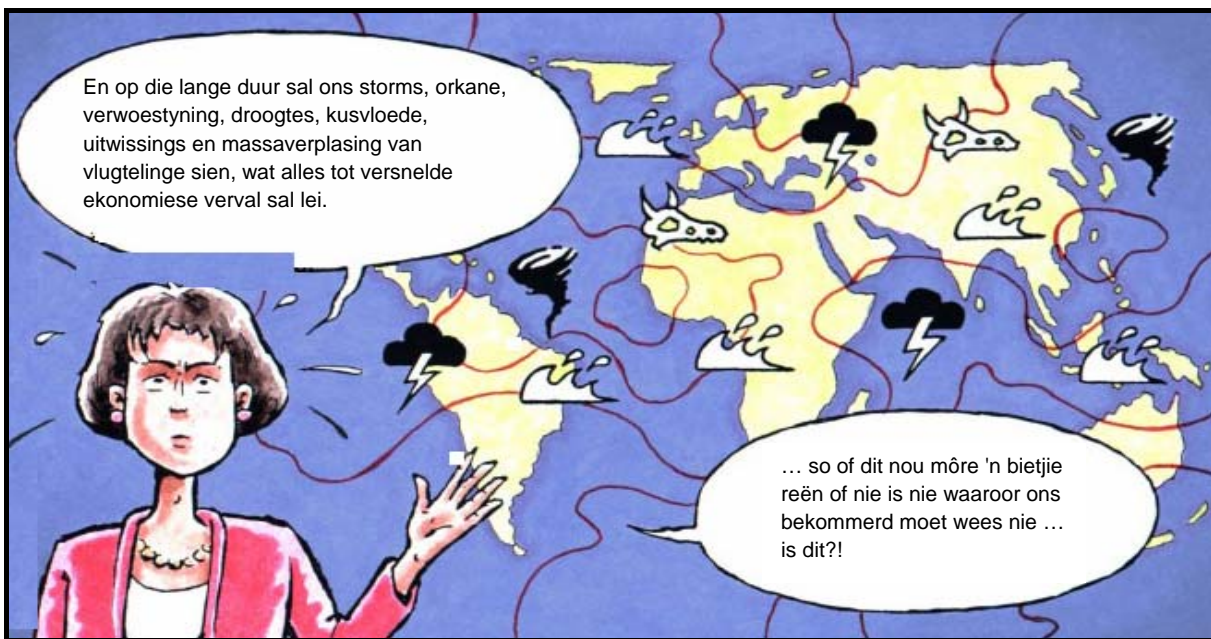 En op die lange duur sal ons storms, orkane,
verwoestyning, droogtes, kusvloede,
uitwissings en massaverplasing van
vlugtelinge sien, wat alles tot versnelde
ekonomiese verval sal lei.
… so of dit nou môre 'n bietjie
reën of nie is nie waaroor ons
bekommerd moet wees nie …
is dit?!